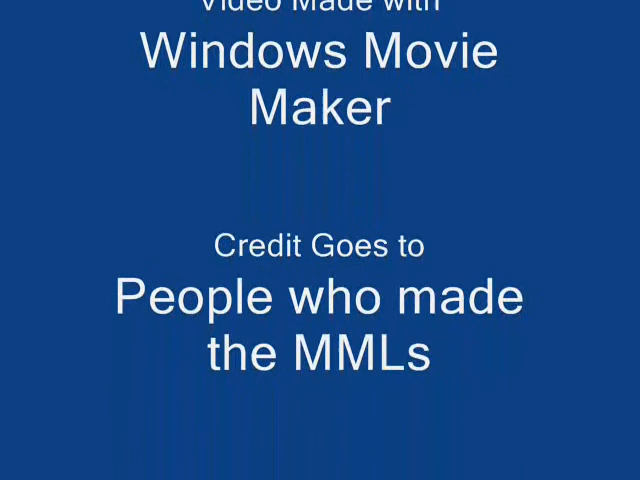 Video Made with
Windows Movie
Maker
Credit Goes to
People who made
the MMLs